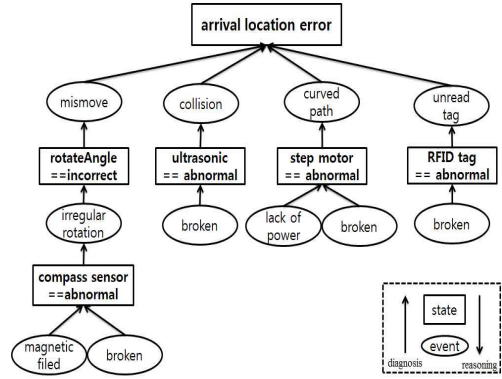 arrival location error
mismove
collision
curved
path
unread
tag
rotateAngle
==incorrect
ultrasonic
== abnormal
step motor
== abnormal
RFID tag
== abnormal
irregular
rotation
broken
lack of
power
broken
broken
compass sensor
==abnormal
magnetic
filed
broken
state
event
diagnosis
reasoning